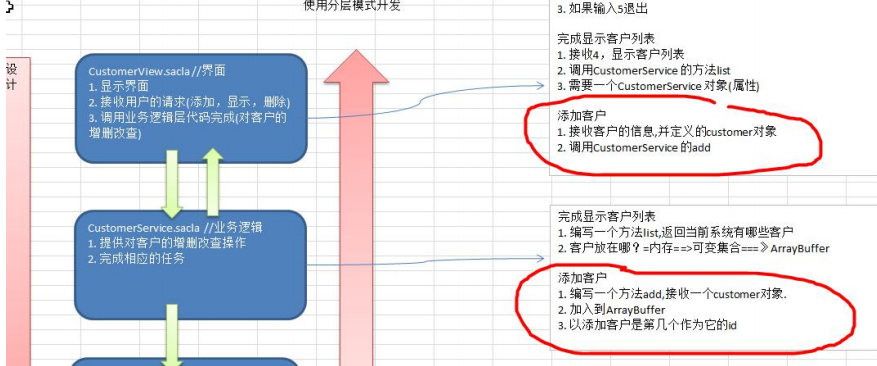 使用分层模式开发
设
计
CustomerView.sacla //界面
1. 显示界面
2. 接收用户的请求(添加，显示，删除)
3. 调用业务逻辑层代码完成(对客户的
增删改查)
CustomerService.sacla //业务逻辑
1. 提供对客户的增删改查操作
2. 完成相应的任务
3. 如果输入5退出
完成显示客户列表
1. 接收4，显示客户列表
2. 调用CustomerService 的方法list
3. 需要一个CustomerService 对象(属性)
添加客户
1. 接收客户的信息,并定义的customer对象
2. 调用CustomerService 的add
完成显示客户列表
1. 编写一个方法list,返回当前系统有哪些客户
2. 客户放在哪？=内存==>可变集合===》ArrayBuffer
添加客户
1. 编写一个方法add,接收一个customer对象.
2. 加入到ArrayBuffer
3. 以添加客户是第几个作为它的id